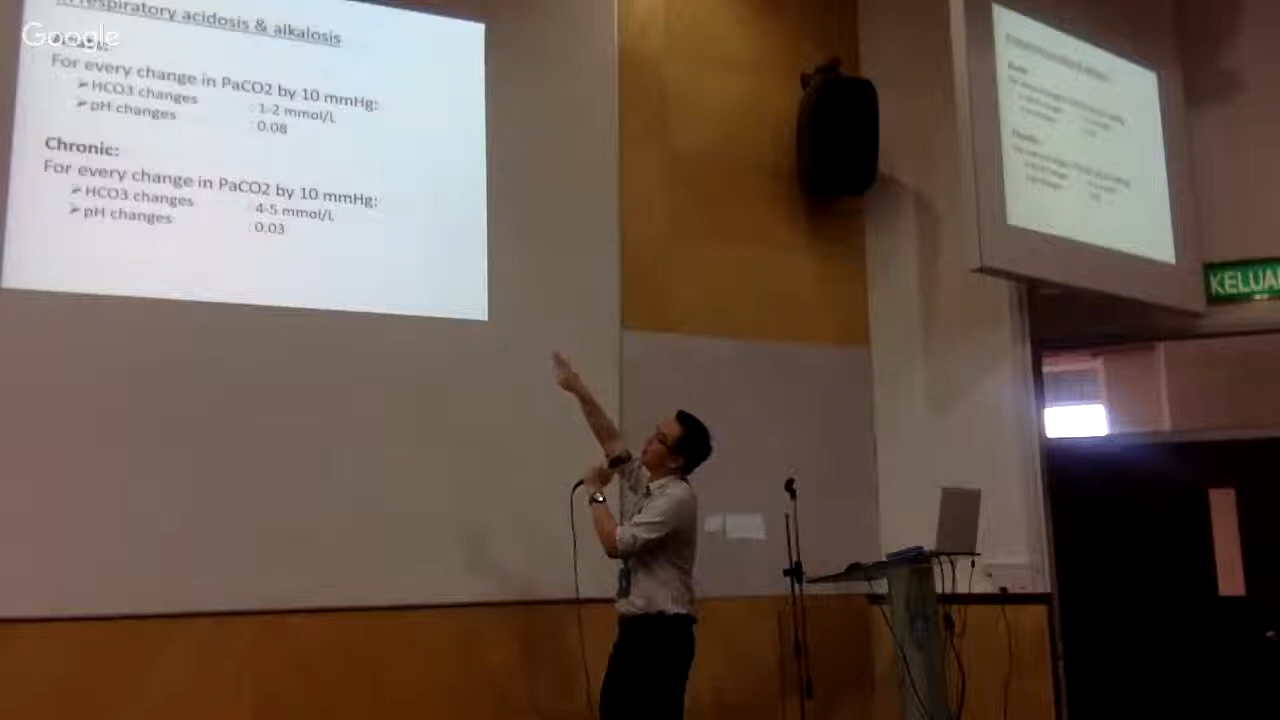 Google
respiratory acidosis & alkalosis
For every change in PaCO2 by 10 mmHg:
➤ HCO3 changes : 1-2 mmol/L
➤ pH changes : 0.08
Chronic:
For every change in PaCO2 by 10 mmHg:
➤ HCO3 changes : 4-5 mmol/L
➤ pH changes : 0.03
KELUA